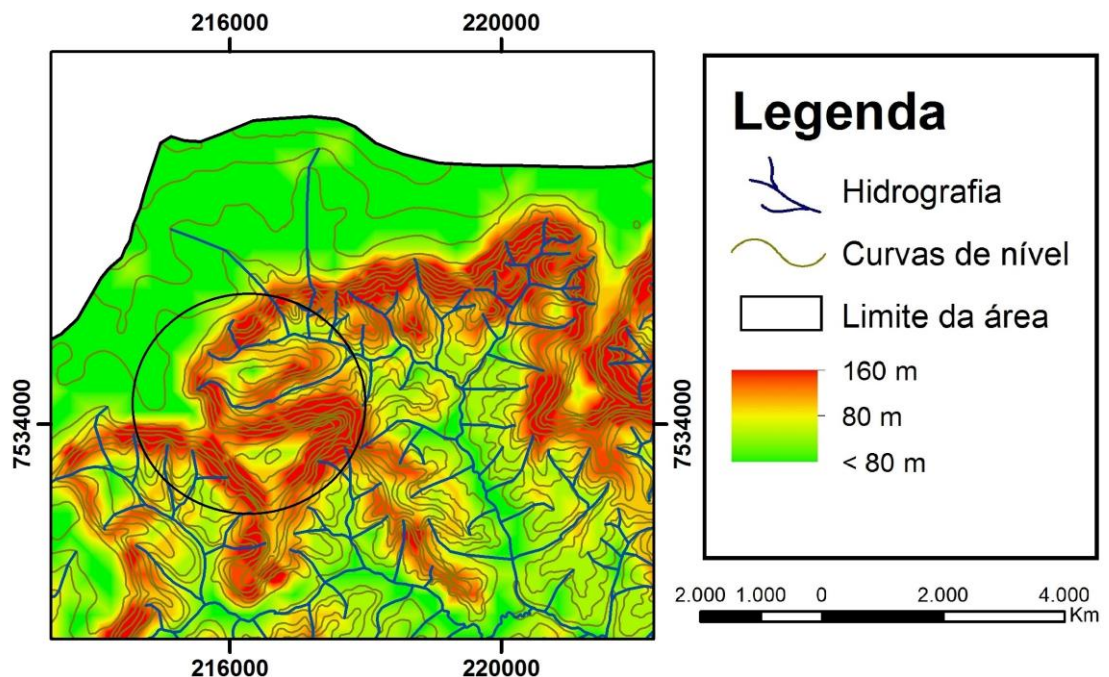 216000
220000
7534000
7534000
216000
220000
Legenda
Hidrografia
Curvas de nível
Limite da área
160 m
80 m
< 80 m
2.000 1.000 0 2.000 4.000
Km